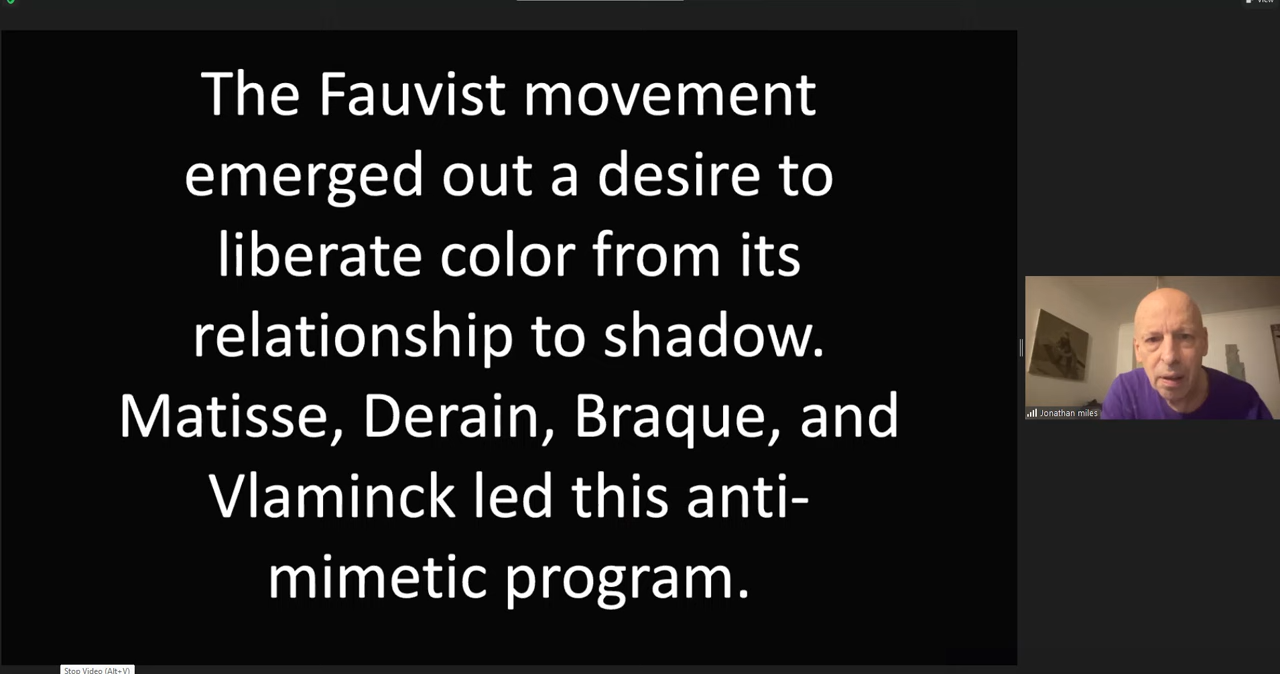 The Fauvist movement
emerged out a desire to
liberate color from its
relationship to shadow.
Matisse, Derain, Braque, and
Vlaminck led this anti-
mimetic program.
Jonathan miles
Stop Video (Alt+V)